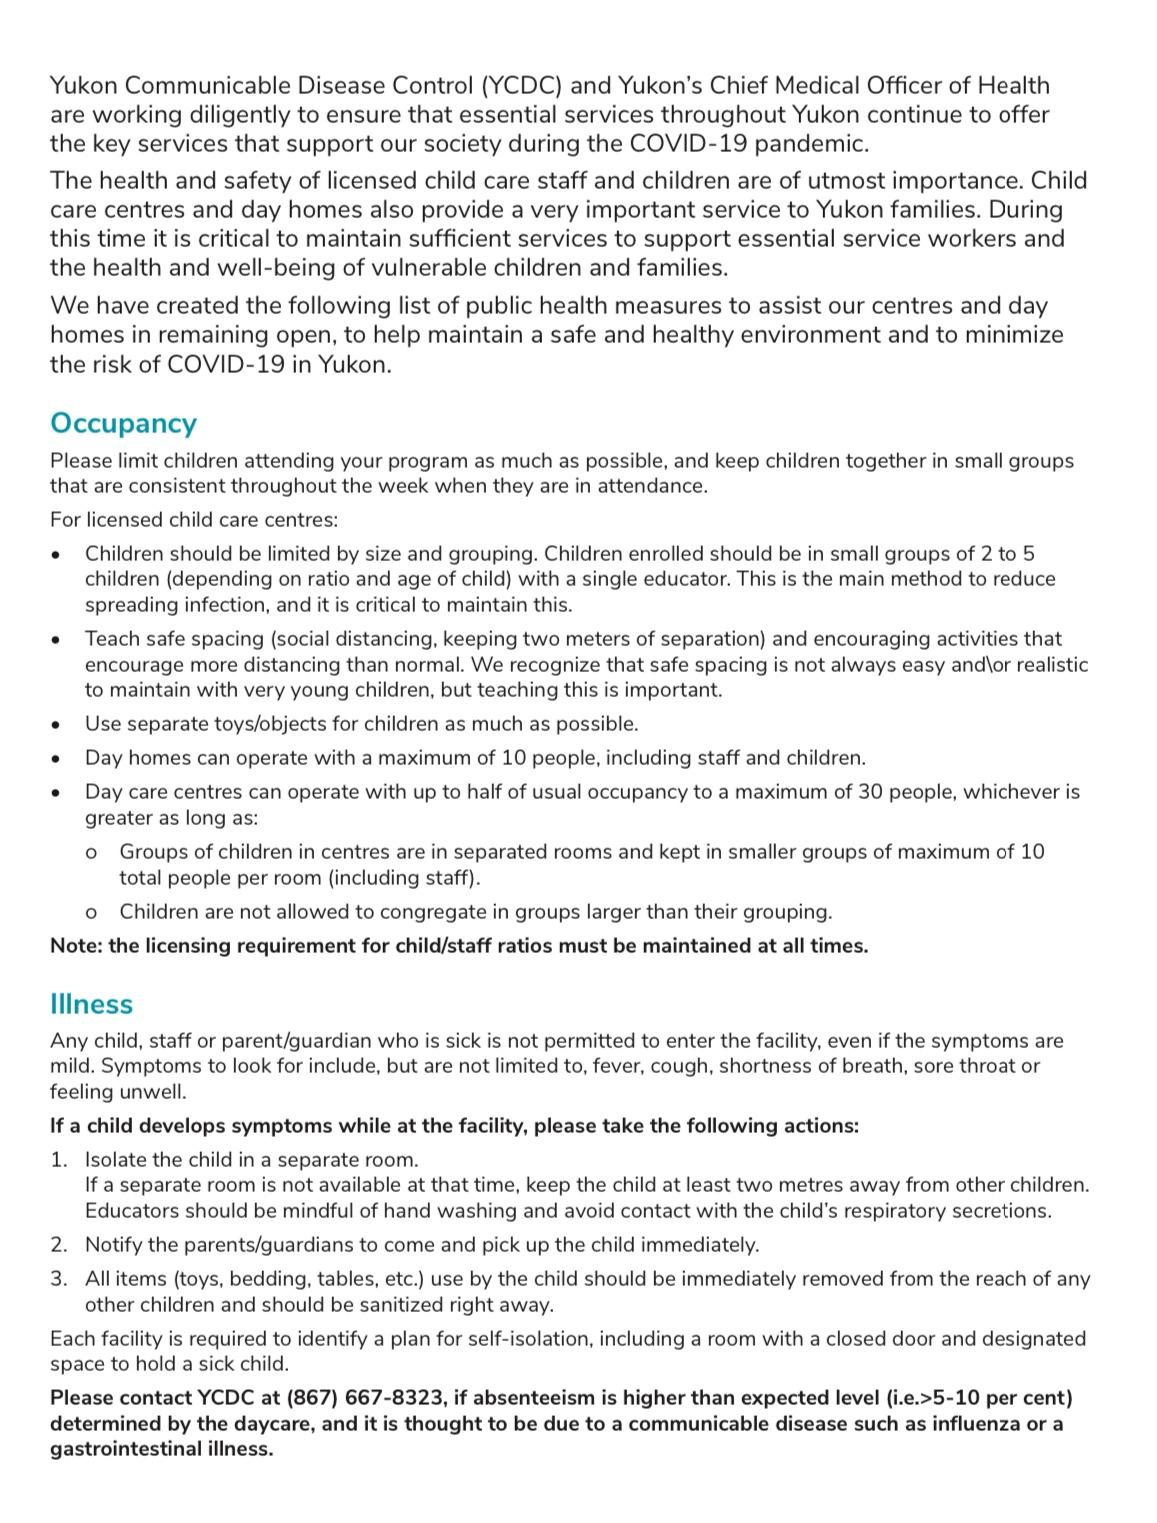 Yukon Communicable Disease Control (YCDC) and Yukon's Chief Medical Officer of Health
are working diligently to ensure that essential services throughout Yukon continue to offer
the key services that support our society during the COVID-19 pandemic.
The health and safety of licensed child care staff and children are of utmost importance. Child
care centres and day homes also provide a very important service to Yukon families. During
this time it is critical to maintain sufficient services to support essential service workers and
the health and well-being of vulnerable children and families.
We have created the following list of public health measures to assist our centres and day
homes in remaining open, to help maintain a safe and healthy environment and to minimize
the risk of COVID-19 in Yukon.
Occupancy
Please limit children attending your program as much as possible, and keep children together in small groups
that are consistent throughout the week when they are in attendance.
For licensed child care centres:
• Children should be limited by size and grouping. Children enrolled should be in small groups of 2 to 5
children (depending on ratio and age of child) with a single educator. This is the main method to reduce
spreading infection, and it is critical to maintain this.
• Teach safe spacing (social distancing, keeping two meters of separation) and encouraging activities that
encourage more distancing than normal. We recognize that safe spacing is not always easy and\or realistic
to maintain with very young children, but teaching this is important.
• Use separate toys/objects for children as much as possible.
• Day homes can operate with a maximum of 10 people, including staff and children.
• Day care centres can operate with up to half of usual occupancy to a maximum of 30 people, whichever is
greater as long as:
o Groups of children in centres are in separated rooms and kept in smaller groups of maximum of 10
total people per room (including staff).
o Children are not allowed to congregate in groups larger than their grouping.
Note: the licensing requirement for child/staff ratios must be maintained at all times.
Illness
Any child, staff or parent/guardian who is sick is not permitted to enter the facility, even if the symptoms are
mild. Symptoms to look for include, but are not limited to, fever, cough, shortness of breath, sore throat or
feeling unwell.
If a child develops symptoms while at the facility, please take the following actions:
1. Isolate the child in a separate room.
If a separate room is not available at that time, keep the child at least two metres away from other children.
Educators should be mindful of hand washing and avoid contact with the child's respiratory secretions.
2. Notify the parents/guardians to come and pick up the child immediately.
3. All items (toys, bedding, tables, etc.) use by the child should be immediately removed from the reach of any
other children and should be sanitized right away.
Each facility is required to identify a plan for self-isolation, including a room with a closed door and designated
space to hold a sick child.
Please contact YCDC at (867) 667-8323, if absenteeism is higher than expected level (i.e.>5-10 per cent)
determined by the daycare, and it is thought to be due to a communicable disease such as influenza or a
gastrointestinal illness.